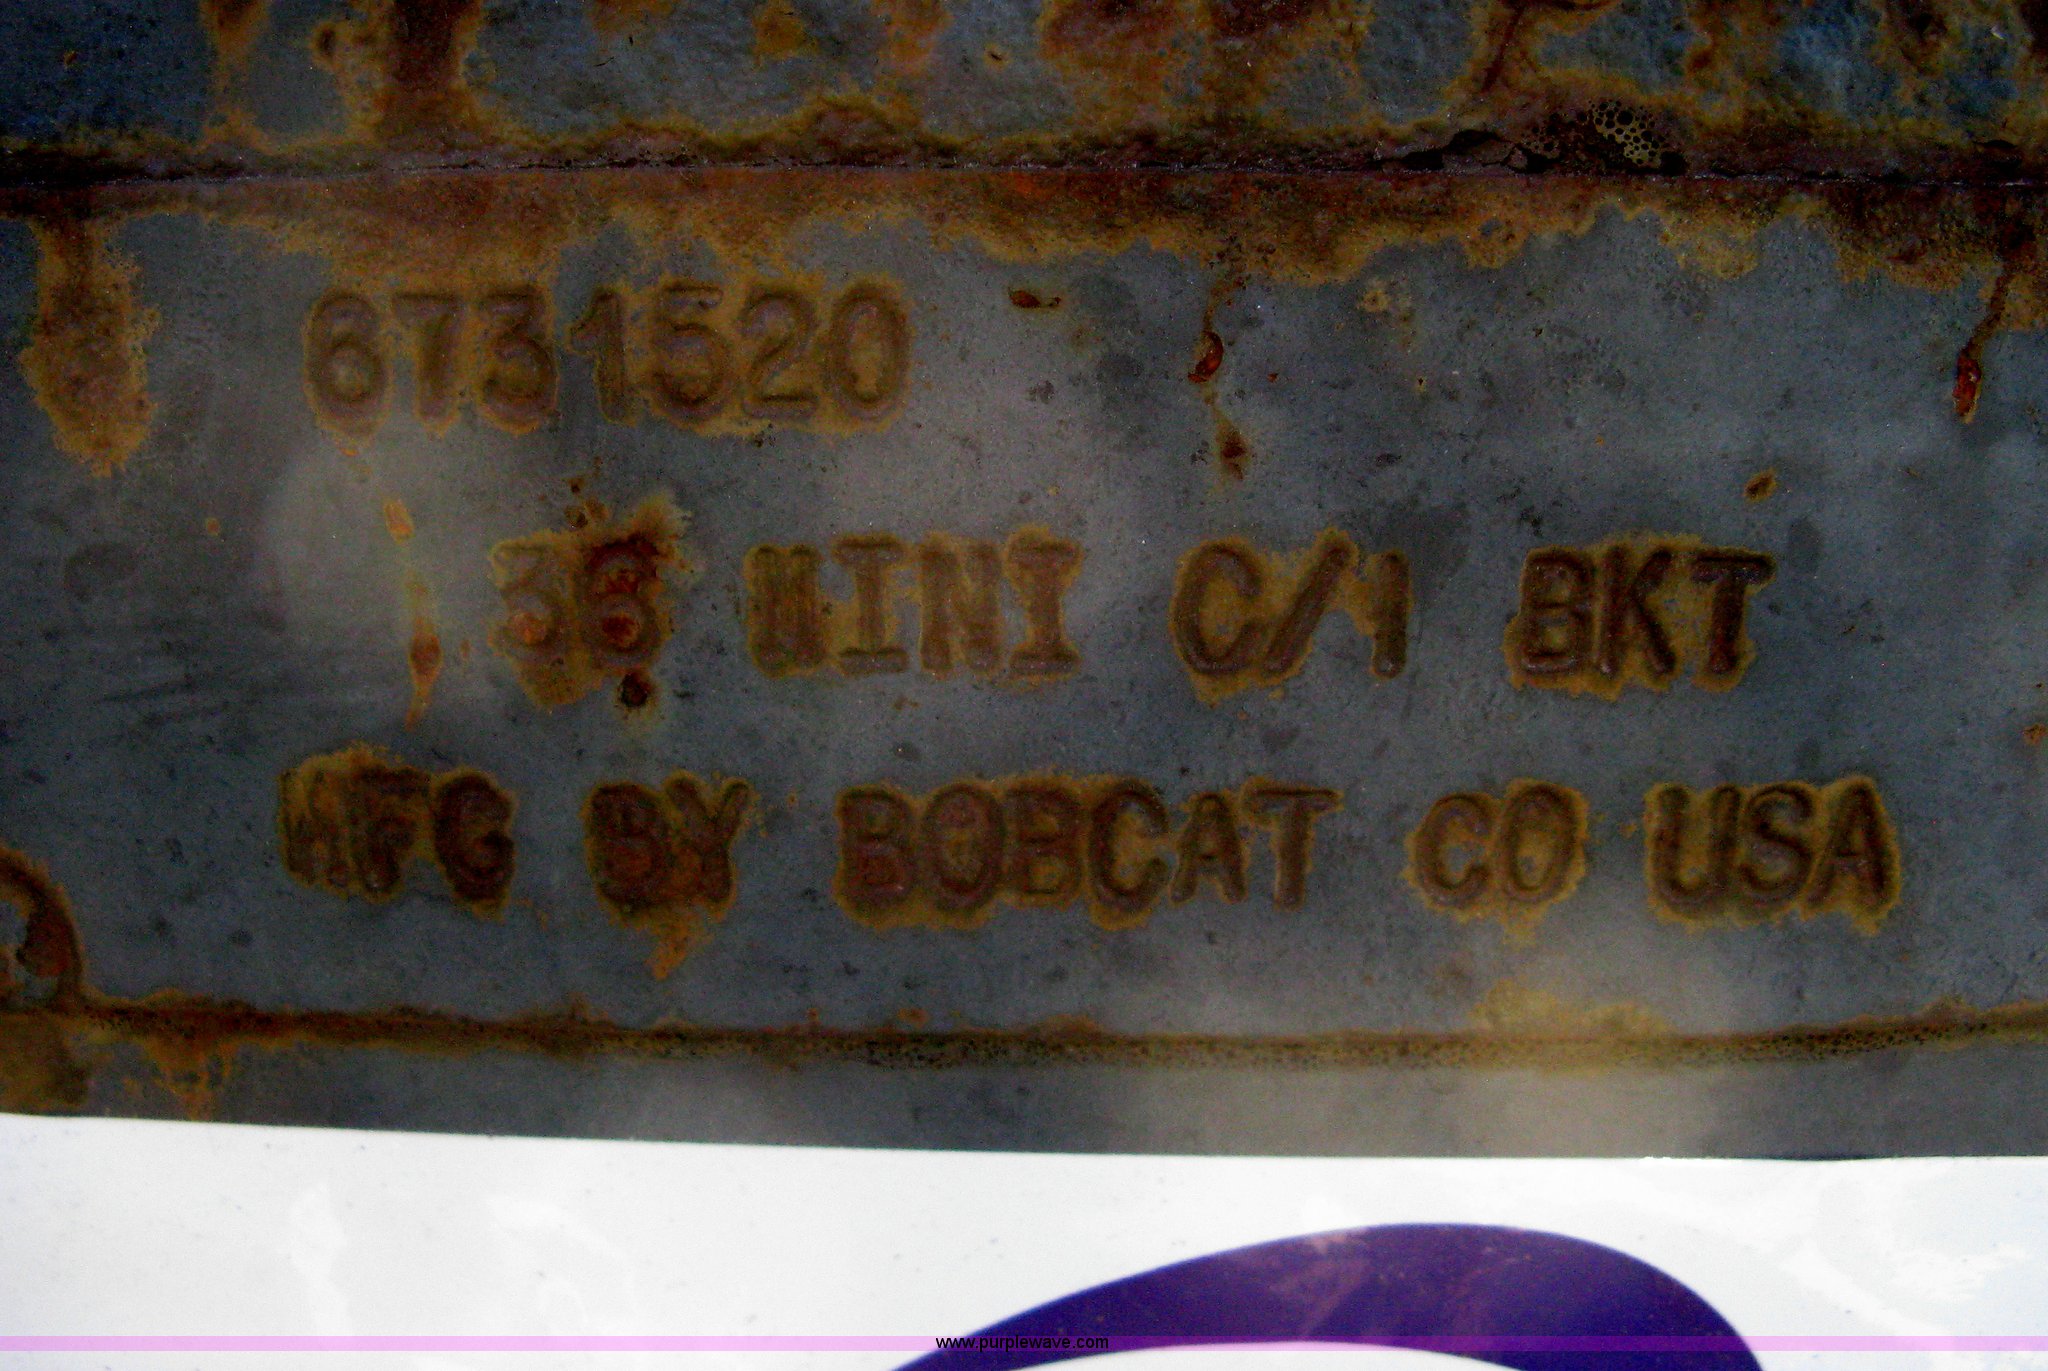 6731520
36 MINI C/I BKT
MFG BY BOBCAT CO USA
www.purplewave.com